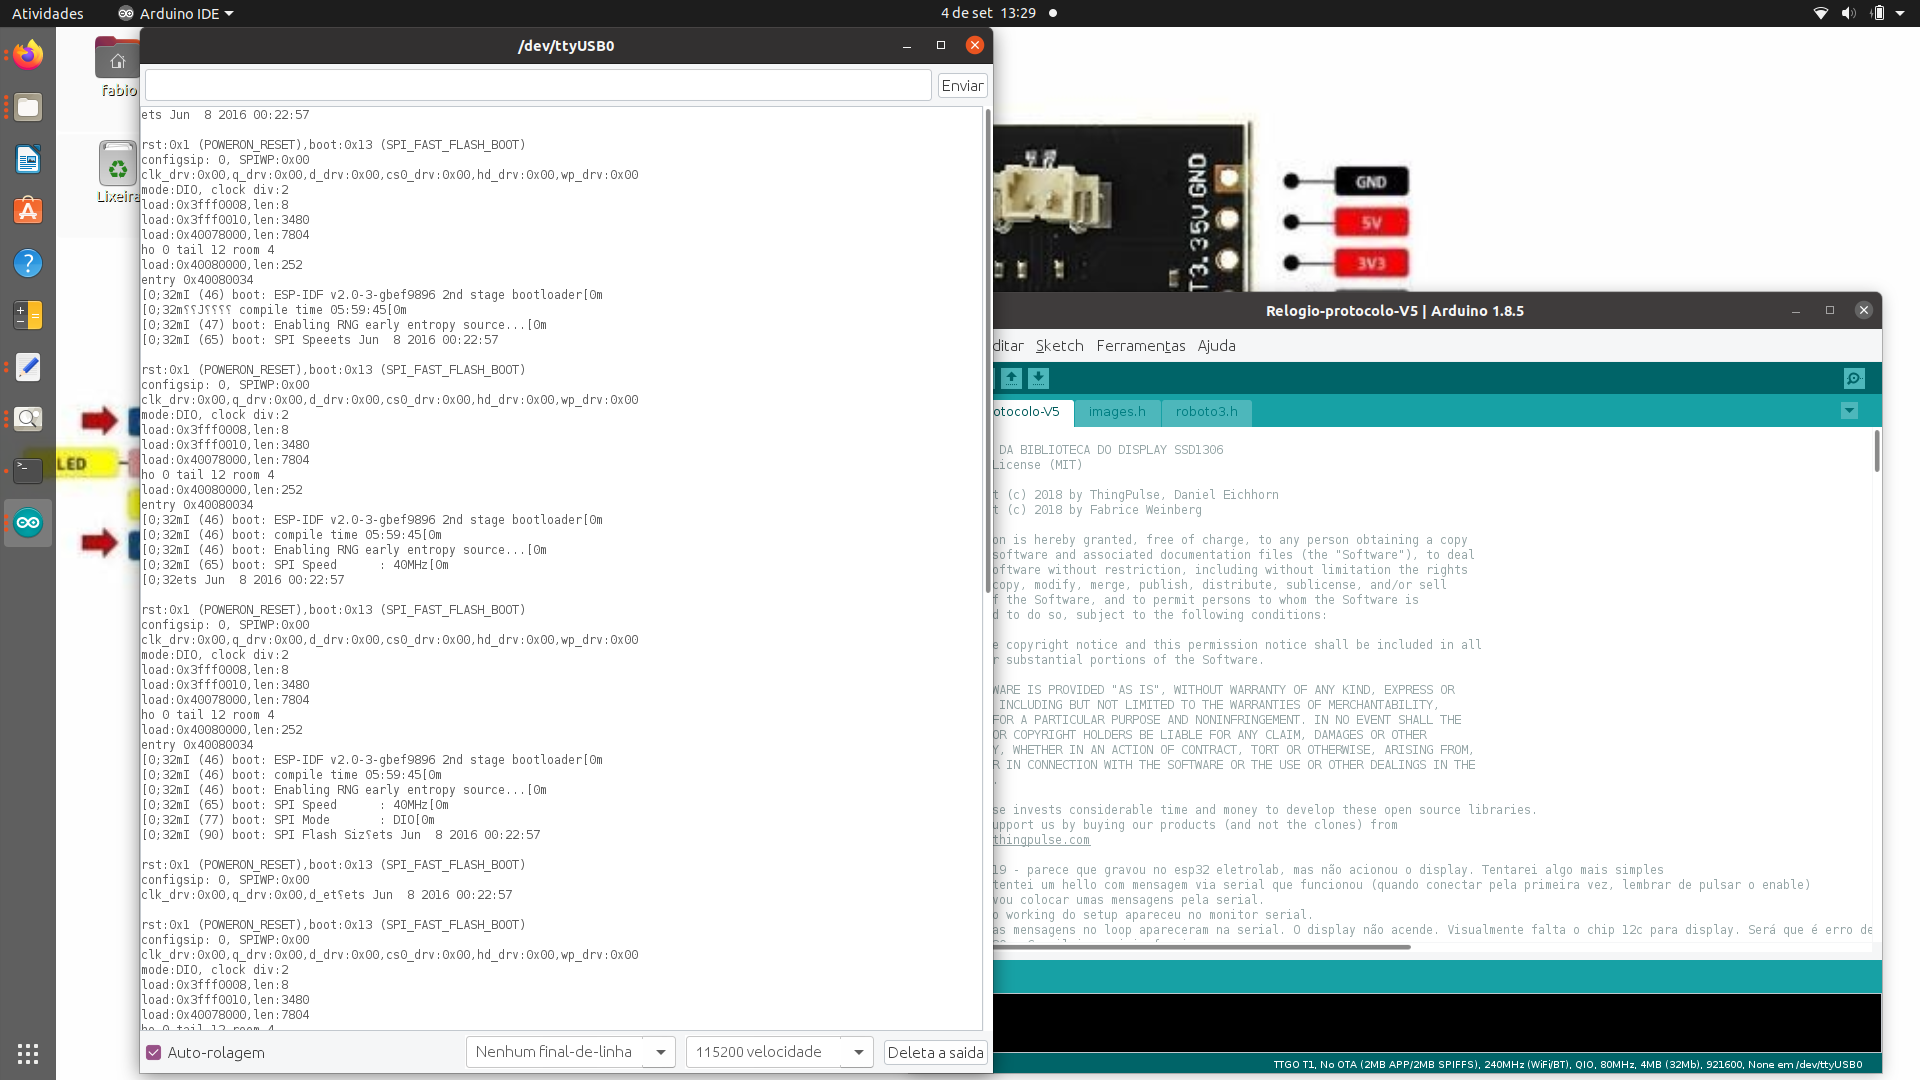 Atividades
Arduino IDE
4 de set 13:29
fabio
Lixeira
LED
/dev/ttyUSB0
Enviar
ets Jun  8 2016 00:22:57
rst:0x1 (POWERON_RESET),boot:0x13 (SPI_FAST_FLASH_BOOT)
configsip: 0, SPIWP:0x00
clk_drv:0x00,q_drv:0x00,d_drv:0x00,cs0_drv:0x00,hd_drv:0x00,wp_drv:0x00
mode:DIO, clock div:2
load:0x3fff0008,len:8
load:0x3fff0010,len:3480
load:0x40078000,len:7804
ho 0 tail 12 room 4
load:0x40080000,len:252
entry 0x40080034
[0;32mI (46) boot: ESP-IDF v2.0-3-gbef9896 2nd stage bootloader[0m
[0;32m⸮⸮J⸮⸮⸮⸮ compile time 05:59:45[0m
[0;32mI (47) boot: Enabling RNG early entropy source...[0m
[0;32mI (65) boot: SPI Speeets Jun  8 2016 00:22:57
rst:0x1 (POWERON_RESET),boot:0x13 (SPI_FAST_FLASH_BOOT)
configsip: 0, SPIWP:0x00
clk_drv:0x00,q_drv:0x00,d_drv:0x00,cs0_drv:0x00,hd_drv:0x00,wp_drv:0x00
mode:DIO, clock div:2
load:0x3fff0008,len:8
load:0x3fff0010,len:3480
load:0x40078000,len:7804
ho 0 tail 12 room 4
load:0x40080000,len:252
entry 0x40080034
[0;32mI (46) boot: ESP-IDF v2.0-3-gbef9896 2nd stage bootloader[0m
[0;32mI (46) boot: compile time 05:59:45[0m
[0;32mI (46) boot: Enabling RNG early entropy source...[0m
[0;32mI (65) boot: SPI Speed      : 40MHz[0m
[0;32ets Jun  8 2016 00:22:57
rst:0x1 (POWERON_RESET),boot:0x13 (SPI_FAST_FLASH_BOOT)
configsip: 0, SPIWP:0x00
clk_drv:0x00,q_drv:0x00,d_drv:0x00,cs0_drv:0x00,hd_drv:0x00,wp_drv:0x00
mode:DIO, clock div:2
load:0x3fff0008,len:8
load:0x3fff0010,len:3480
load:0x40078000,len:7804
ho 0 tail 12 room 4
load:0x40080000,len:252
entry 0x40080034
[0;32mI (46) boot: ESP-IDF v2.0-3-gbef9896 2nd stage bootloader[0m
[0;32mI (46) boot: compile time 05:59:45[0m
[0;32mI (46) boot: Enabling RNG early entropy source...[0m
[0;32mI (65) boot: SPI Speed      : 40MHz[0m
[0;32mI (77) boot: SPI Mode       : DIO[0m
[0;32mI (90) boot: SPI Flash Siz⸮ets Jun  8 2016 00:22:57
rst:0x1 (POWERON_RESET),boot:0x13 (SPI_FAST_FLASH_BOOT)
configsip: 0, SPIWP:0x00
clk_drv:0x00,q_drv:0x00,d_et⸮ets Jun  8 2016 00:22:57
rst:0x1 (POWERON_RESET),boot:0x13 (SPI_FAST_FLASH_BOOT)
configsip: 0, SPIWP:0x00
clk_drv:0x00,q_drv:0x00,d_drv:0x00,cs0_drv:0x00,hd_drv:0x00,wp_drv:0x00
mode:DIO, clock div:2
load:0x3fff0008,len:8
load:0x3fff0010,len:3480
load:0x40078000,len:7804
ho 0 tail 12 room 4
Auto-rolagem
Nenhum final-de-linha
115200 velocidade
Deleta a saida
GND
5V
3.3
GND
5V
3V3
Relogio-protocolo-V5 | Arduino 1.8.5
ditar Sketch Ferramentas Ajuda
otocolo-V5 images.h roboto3.h
DA BIBLIOTECA DO DISPLAY SSD1306
License (MIT)
t (c) 2018 by ThingPulse, Daniel Eichhorn
t (c) 2018 by Fabrice Weinberg
on is hereby granted, free of charge, to any person obtaining a copy
software and associated documentation files (the "Software"), to deal
oftware without restriction, including without limitation the rights
copy, modify, merge, publish, distribute, sublicense, and/or sell
f the Software, and to permit persons to whom the Software is
d to do so, subject to the following conditions:
e copyright notice and this permission notice shall be included in all
r substantial portions of the Software.
WARE IS PROVIDED "AS IS", WITHOUT WARRANTY OF ANY KIND, EXPRESS OR
INCLUDING BUT NOT LIMITED TO THE WARRANTIES OF MERCHANTABILITY,
FOR A PARTICULAR PURPOSE AND NONINFRINGEMENT. IN NO EVENT SHALL THE
OR COPYRIGHT HOLDERS BE LIABLE FOR ANY CLAIM, DAMAGES OR OTHER
Y, WHETHER IN AN ACTION OF CONTRACT, TORT OR OTHERWISE, ARISING FROM,
R IN CONNECTION WITH THE SOFTWARE OR THE USE OR OTHER DEALINGS IN THE
.
se invests considerable time and money to develop these open source libraries.
upport us by buying our products (and not the clones) from
thingpulse.com
19 - parece que gravou no esp32 eletrolab, mas não acionou o display. Tentarei algo mais simples
tentei um hello com mensagem via serial que funcionou (quando conectar pela primeira vez, lembrar de pulsar o enable)
vou colocar umas mensagens pela serial.
o working do setup apareceu no monitor serial.
as mensagens no loop apareceram na serial. O display não acende. Visualmente falta o chip 12c para display. Será que é erro de
TTGO T1, No OTA (2MB APP/2MB SPIFFS), 240MHz (WiFi/BT), QIO, 80MHz, 4MB (32Mb), 921600, None em /dev/ttyUSB0